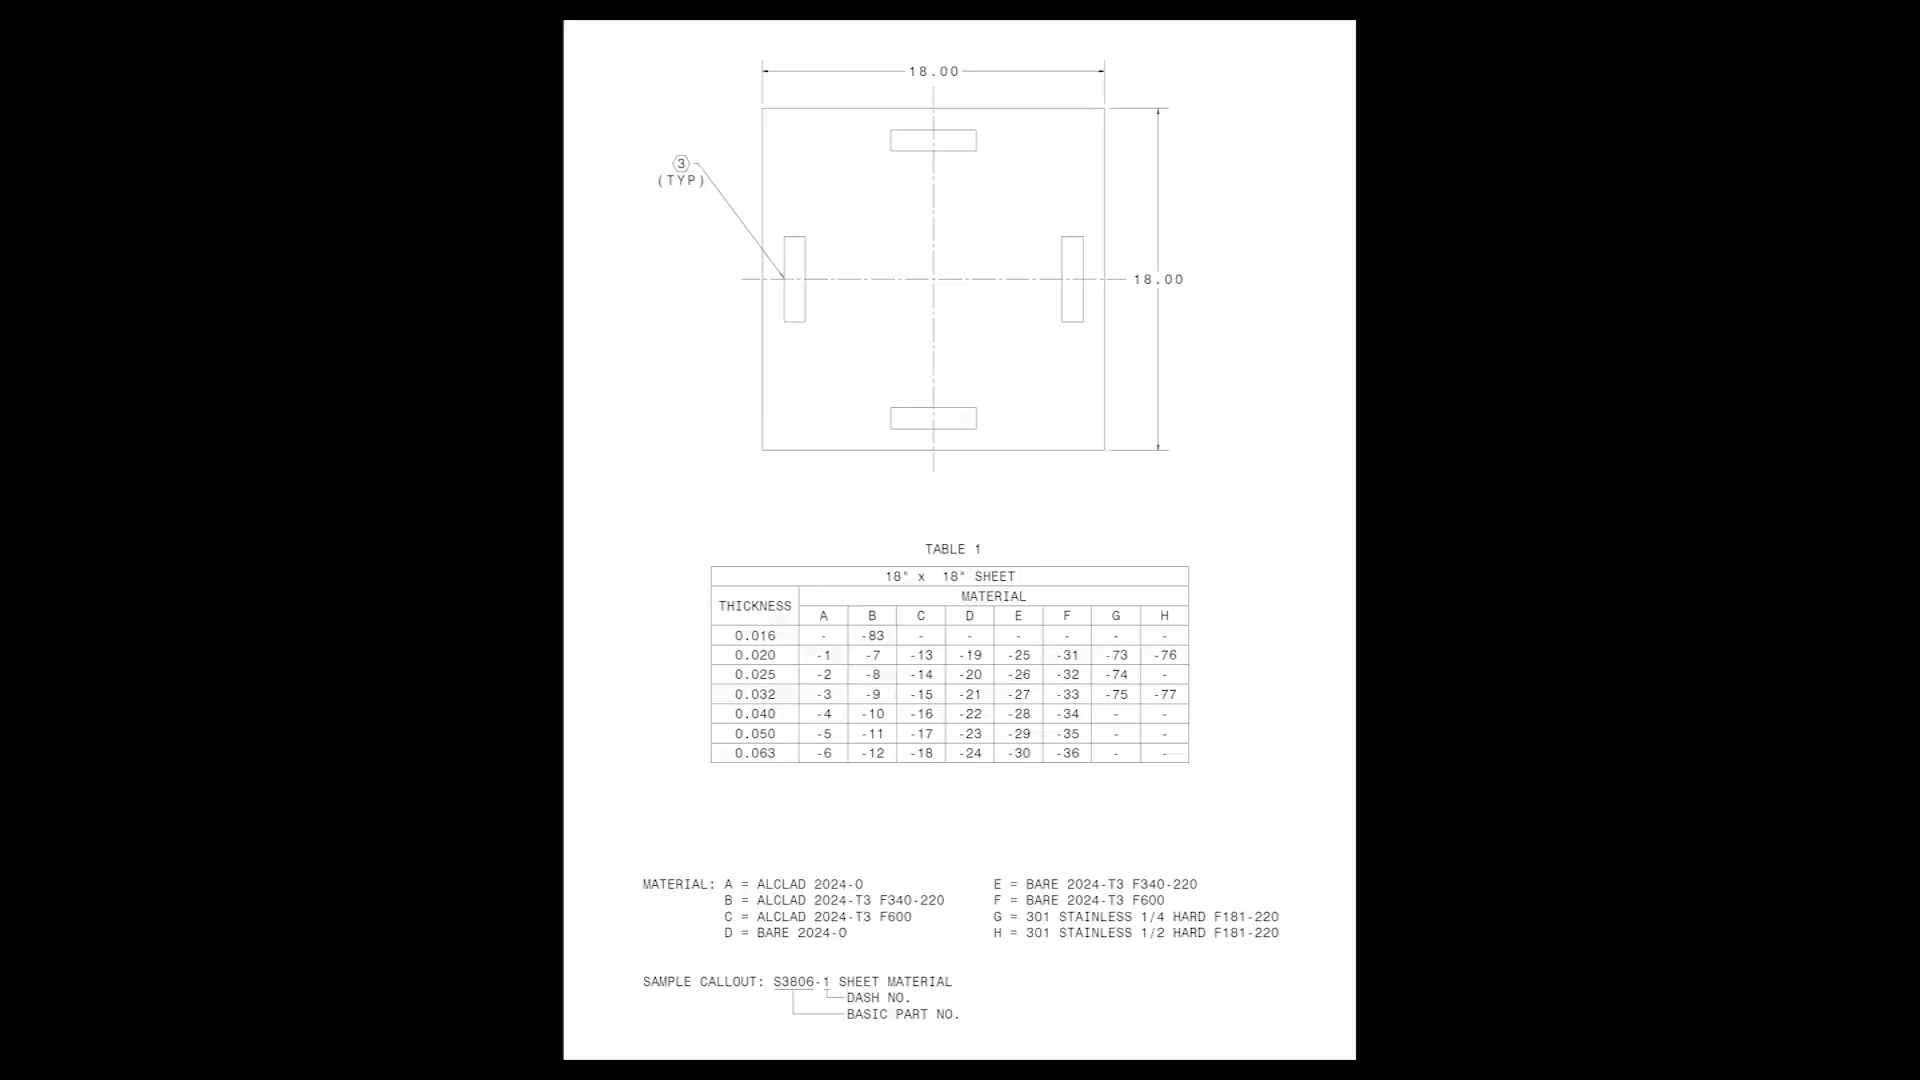 18.00
3
(TYP)
18.00
TABLE 1
18" x 18" SHEET
THICKNESS MATERIAL
A B C D E F G H
0.016 - -83 - - - - - -
0.020 -1 -7 -13 -19 -25 -31 -73 -76
0.025 -2 -8 -14 -20 -26 -32 -74 -
0.032 -3 -9 -15 -21 -27 -33 -75 -77
0.040 -4 -10 -16 -22 -28 -34 - -
0.050 -5 -11 -17 -23 -29 -35 - -
0.063 -6 -12 -18 -24 -30 -36 - -
MATERIAL: A = ALCLAD 2024-O
B = ALCLAD 2024-T3 F340-220
C = ALCLAD 2024-T3 F600
D = BARE 2024-O
E = BARE 2024-T3 F340-220
F = BARE 2024-T3 F600
G = 301 STAINLESS 1/4 HARD F181-220
H = 301 STAINLESS 1/2 HARD F181-220
SAMPLE CALLOUT: S3806-1 SHEET MATERIAL
DASH NO.
BASIC PART NO.